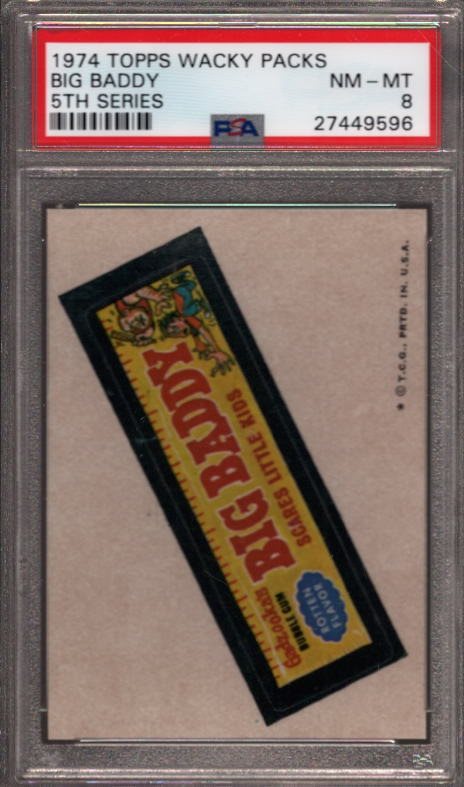 1974 TOPPS WACKY PACKS
BIG BADDY NM – MT
5TH SERIES 8
PSA 27449596
★ © T.C.G., PRTD. IN. U.S.A.
Gadzooka's
BUBBLE GUM
BIG BADDY
SCARES LITTLE KIDS
ROTTEN
FLAVOR